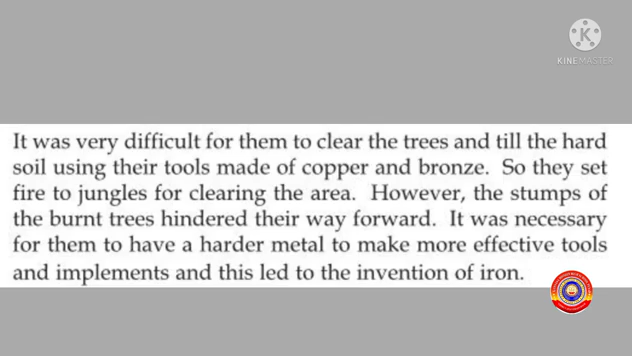 KINEMASTER
It was very difficult for them to clear the trees and till the hard
soil using their tools made of copper and bronze. So they set
fire to jungles for clearing the area. However, the stumps of
the burnt trees hindered their way forward. It was necessary
for them to have a harder metal to make more effective tools
and implements and this led to the invention of iron.